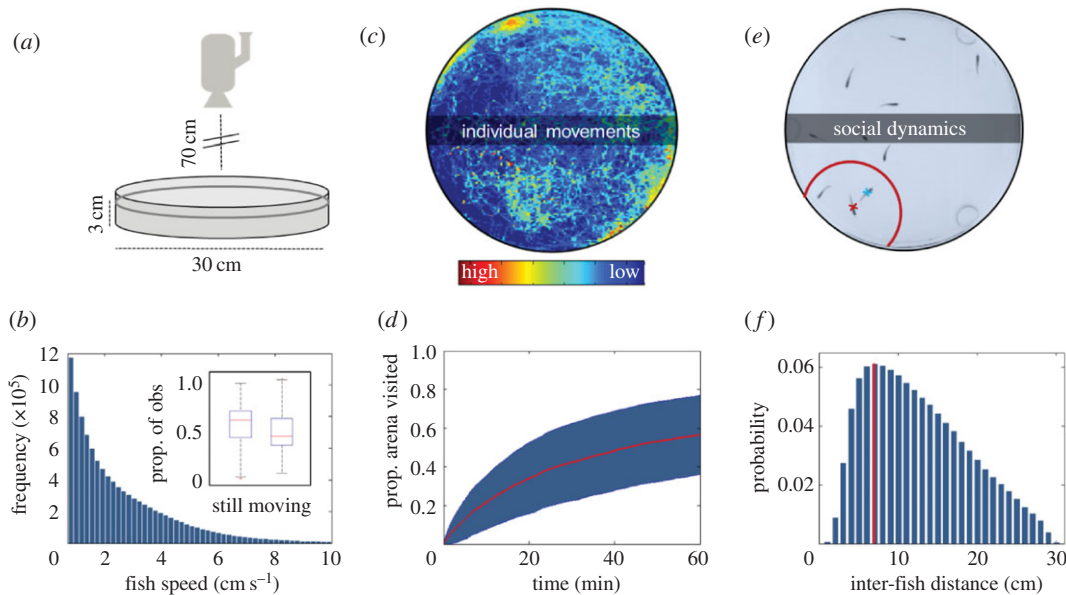 (a)
70 cm
3 cm
30 cm
(c)
individual movements
high low
(e)
social dynamics
(b)
frequency (×10⁵)
12
10
8
6
4
2
0
2 4 6 8 10
fish speed (cm s⁻¹)
prop. of obs
1.0
0.5
0
still moving
(d)
prop. arena visited
1.0
0.8
0.6
0.4
0.2
0 20 40 60
time (min)
(f)
probability
0.06
0.04
0.02
0 10 20 30
inter-fish distance (cm)